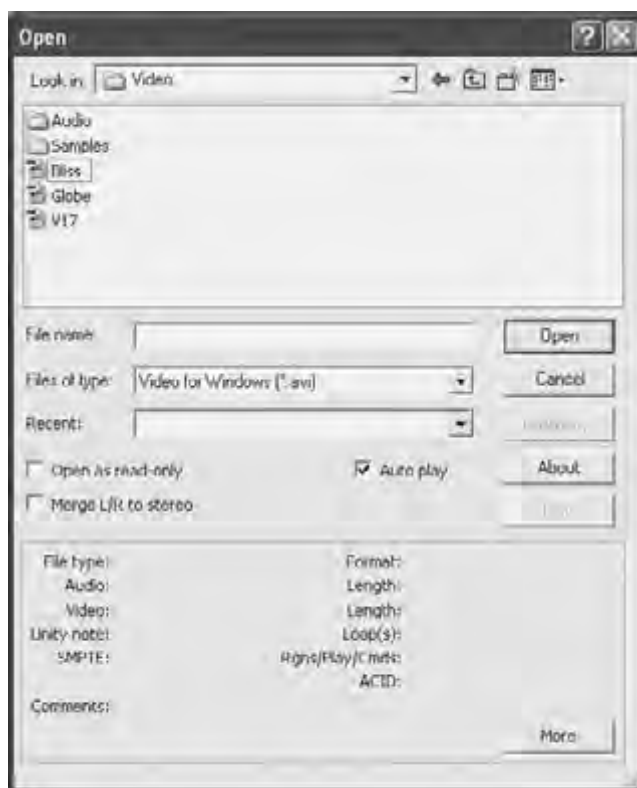 Open
Look in: Video
Audio
Samples
Bliss
Globe
V17
File name:
Open
Files of type: Video for Windows (*.avi)
Cancel
Recent:
Open as read-only
Auto play
About
Merge L/R to stereo
File type:
Format:
Audio:
Length:
Video:
Length:
Unity note:
Loop(s):
SMPTE:
Rgns/Play/Cmds:
ACID:
Comments:
More